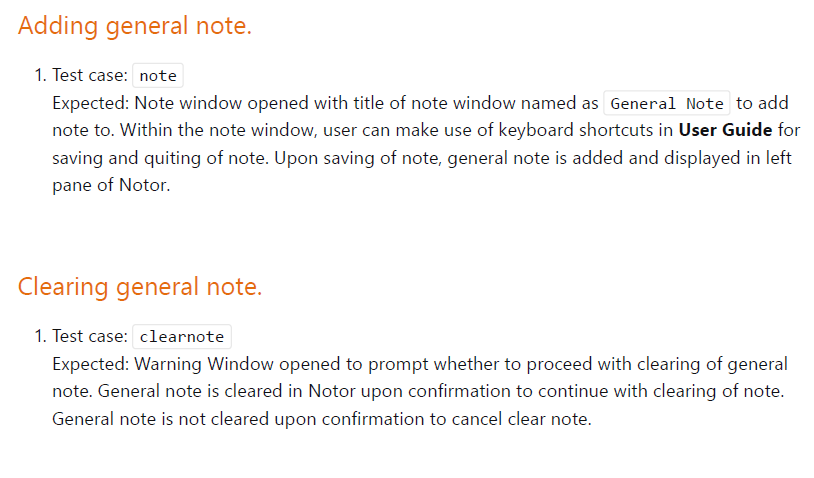 Adding general note.
1. Test case: note
Expected: Note window opened with title of note window named as General Note to add
note to. Within the note window, user can make use of keyboard shortcuts in User Guide for
saving and quiting of note. Upon saving of note, general note is added and displayed in left
pane of Notor.
Clearing general note.
1. Test case: clearnote
Expected: Warning Window opened to prompt whether to proceed with clearing of general
note. General note is cleared in Notor upon confirmation to continue with clearing of note.
General note is not cleared upon confirmation to cancel clear note.